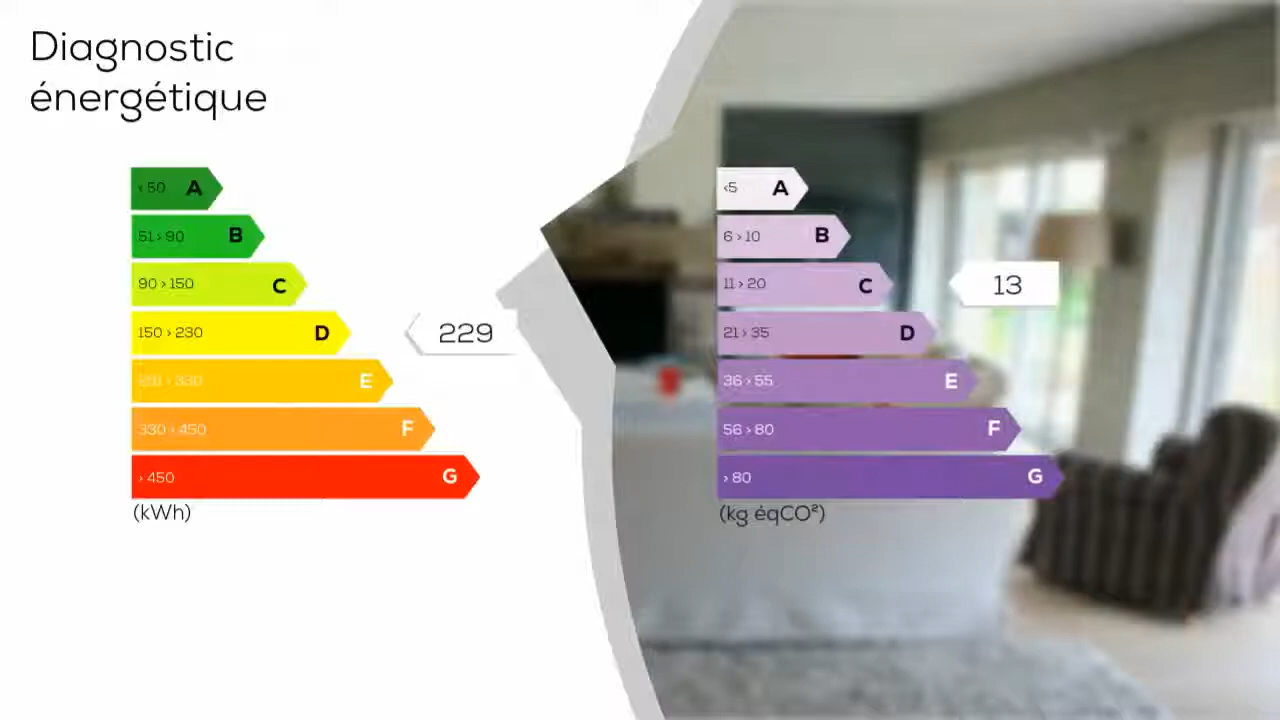 Diagnostic
énergétique
< 50 A
51 > 90 B
90 > 150 C
150 > 230 D
E
330 > 450 F
> 450 G
(kWh)
229
<5 A
6 > 10 B
11 > 20 C
21 > 35 D
36 > 55 E
56 > 80 F
> 80 G
(kg éqCO²)
13